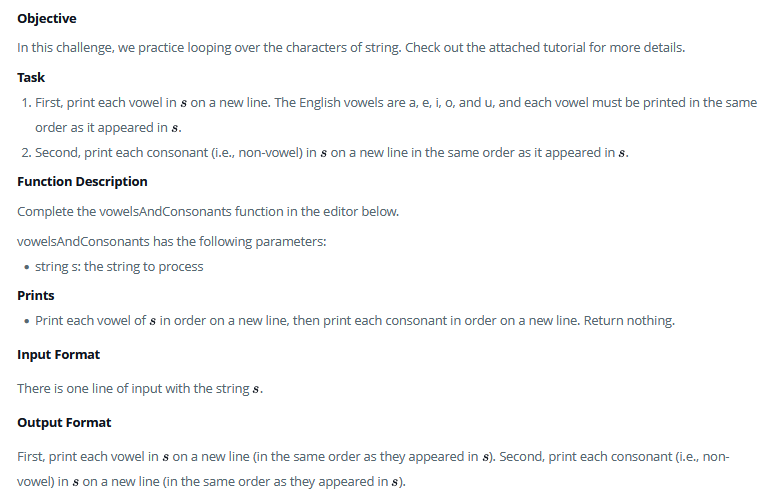 Objective
In this challenge, we practice looping over the characters of string. Check out the attached tutorial for more details.
Task
1. First, print each vowel in s on a new line. The English vowels are a, e, i, o, and u, and each vowel must be printed in the same
order as it appeared in s.
2. Second, print each consonant (i.e., non-vowel) in s on a new line in the same order as it appeared in s.
Function Description
Complete the vowelsAndConsonants function in the editor below.
vowelsAndConsonants has the following parameters:
• string s: the string to process
Prints
• Print each vowel of s in order on a new line, then print each consonant in order on a new line. Return nothing.
Input Format
There is one line of input with the string s.
Output Format
First, print each vowel in s on a new line (in the same order as they appeared in s). Second, print each consonant (i.e., non-
vowel) in s on a new line (in the same order as they appeared in s).